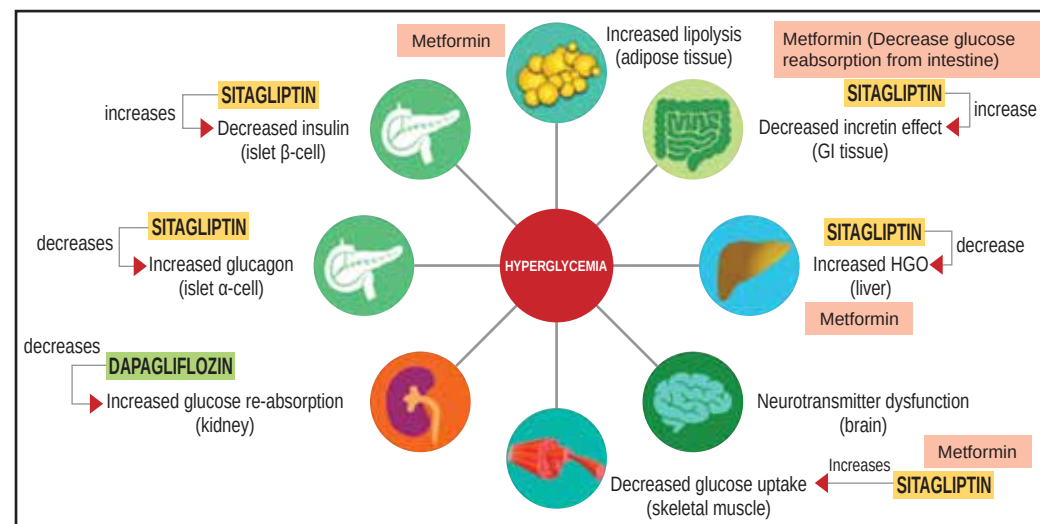 Metformin
Increased lipolysis
(adipose tissue)
Metformin (Decrease glucose
reabsorption from intestine)
SITAGLIPTIN
increases
Decreased insulin
(islet β-cell)
SITAGLIPTIN
increase
Decreased incretin effect
(GI tissue)
SITAGLIPTIN
decreases
Increased glucagon
(islet α-cell)
HYPERGLYCEMIA
SITAGLIPTIN
decrease
Increased HGO
(liver)
Metformin
decreases
DAPAGLIFLOZIN
Increased glucose re-absorption
(kidney)
Neurotransmitter dysfunction
(brain)
Metformin
Increases
SITAGLIPTIN
Decreased glucose uptake
(skeletal muscle)